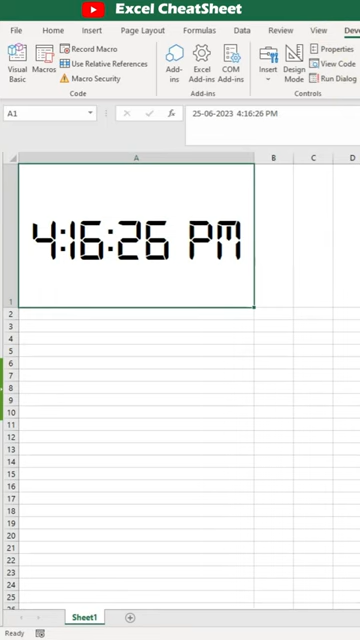 Excel CheatSheet
File Home Insert Page Layout Formulas Data Review View
Visual Basic
Macros
Record Macro
Use Relative References
Macro Security
Code
Add-ins
Excel Add-ins
COM Add-ins
Add-ins
Insert
Design Mode
Properties
View Code
Run Dialog
Controls
A1
fx
25-06-2023 4:16:26 PM
A B C D
4:16:26 PM
1
2
3
4
5
6
7
8
9
10
11
12
13
14
15
16
17
18
19
20
21
22
23
24
25
Sheet1
Ready